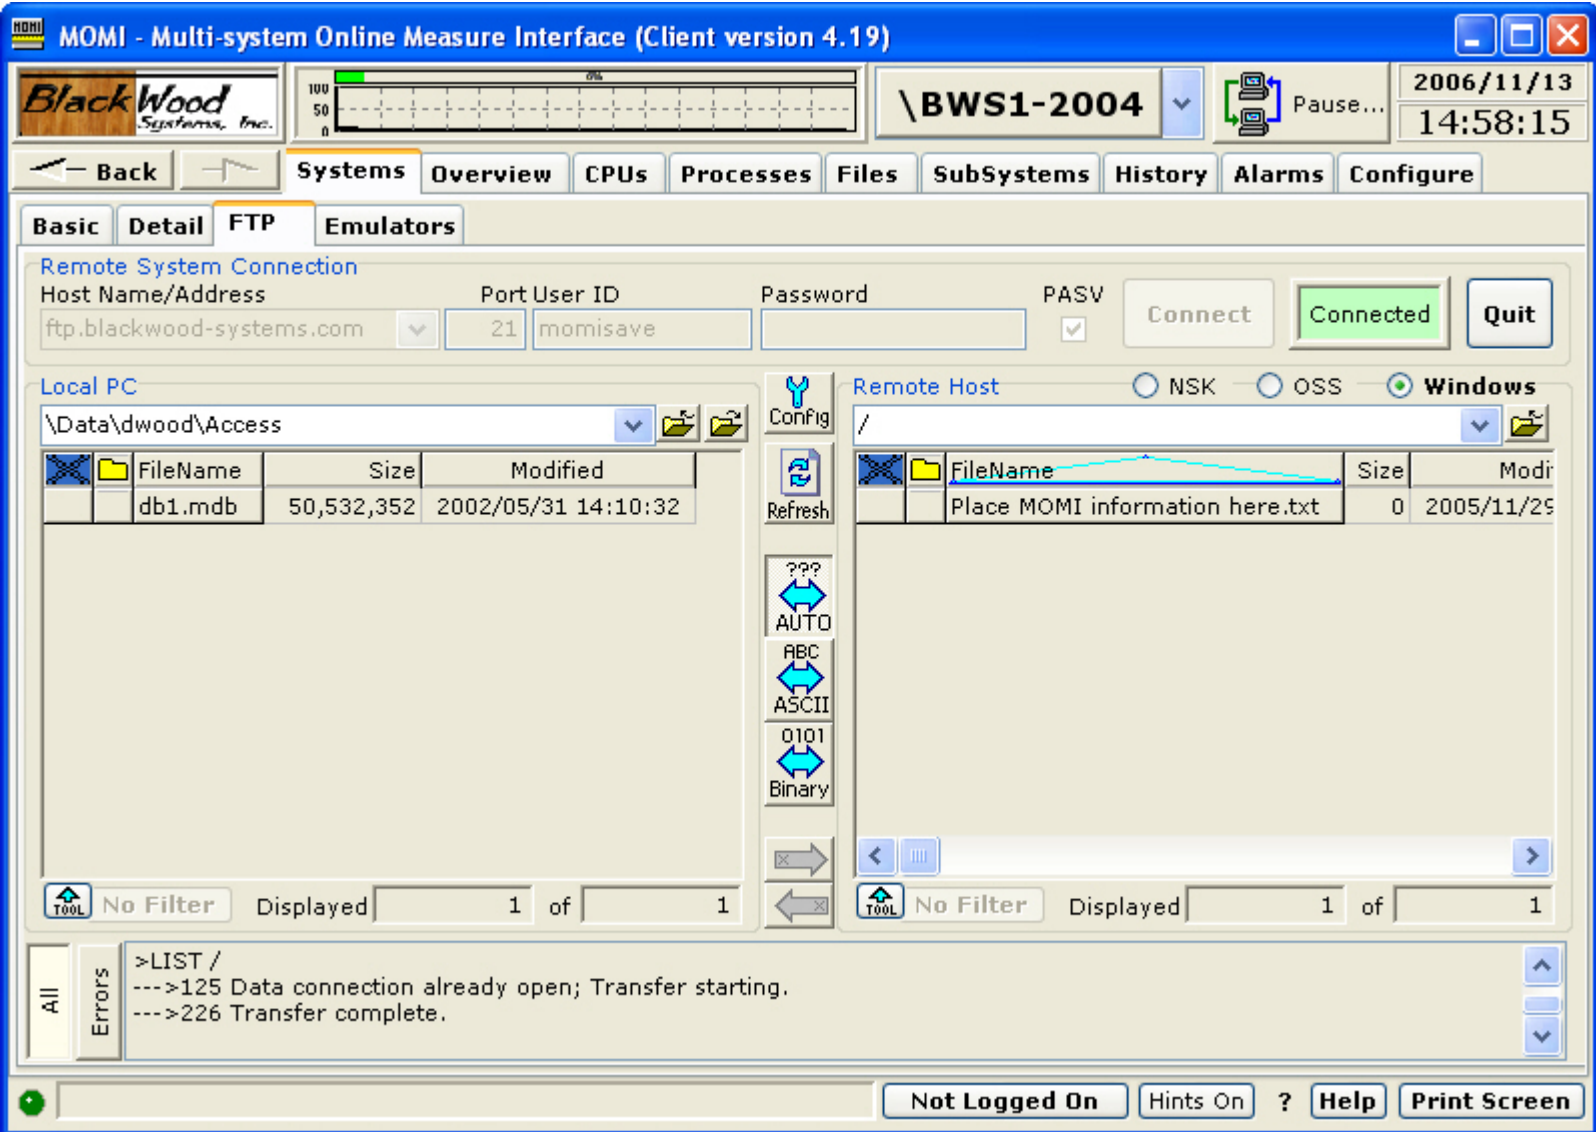 MOMI
MOMI - Multi-system Online Measure Interface (Client version 4.19)
BlackWood Systems, Inc.
0%
100
50
0
\BWS1-2004
Pause...
2006/11/13
14:58:15
Back
Systems Overview CPUs Processes Files SubSystems History Alarms Configure
Basic Detail FTP Emulators
Remote System Connection
Host Name/Address Port User ID Password PASV
ftp.blackwood-systems.com 21 momisave Connect Connected Quit
Local PC
\Data\dwood\Access
FileName Size Modified
db1.mdb 50,532,352 2002/05/31 14:10:32
No Filter Displayed 1 of 1
TOOL
Config
Refresh
???
AUTO
ABC
ASCII
0101
Binary
x
x
Remote Host NSK OSS Windows
/
FileName Size Modi
Place MOMI information here.txt 0 2005/11/29
TOOL
No Filter Displayed 1 of 1
All
Errors
>LIST /
--->125 Data connection already open; Transfer starting.
--->226 Transfer complete.
Not Logged On Hints On ? Help Print Screen